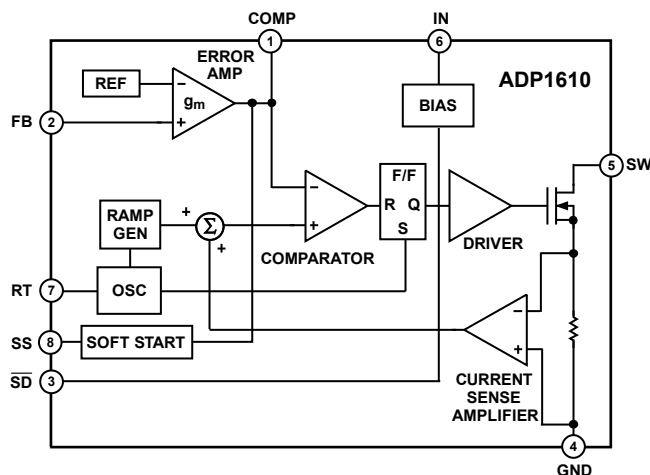 COMP
IN
1
6
ERROR
AMP
ADP1610
REF
−
gm
+
BIAS
FB
2
5
SW
F/F
−
R Q
S
+
DRIVER
RAMP
GEN
+
Σ
+
COMPARATOR
RT
7
OSC
−
+
SS
8
SOFT START
SD
3
CURRENT
SENSE
AMPLIFIER
4
GND